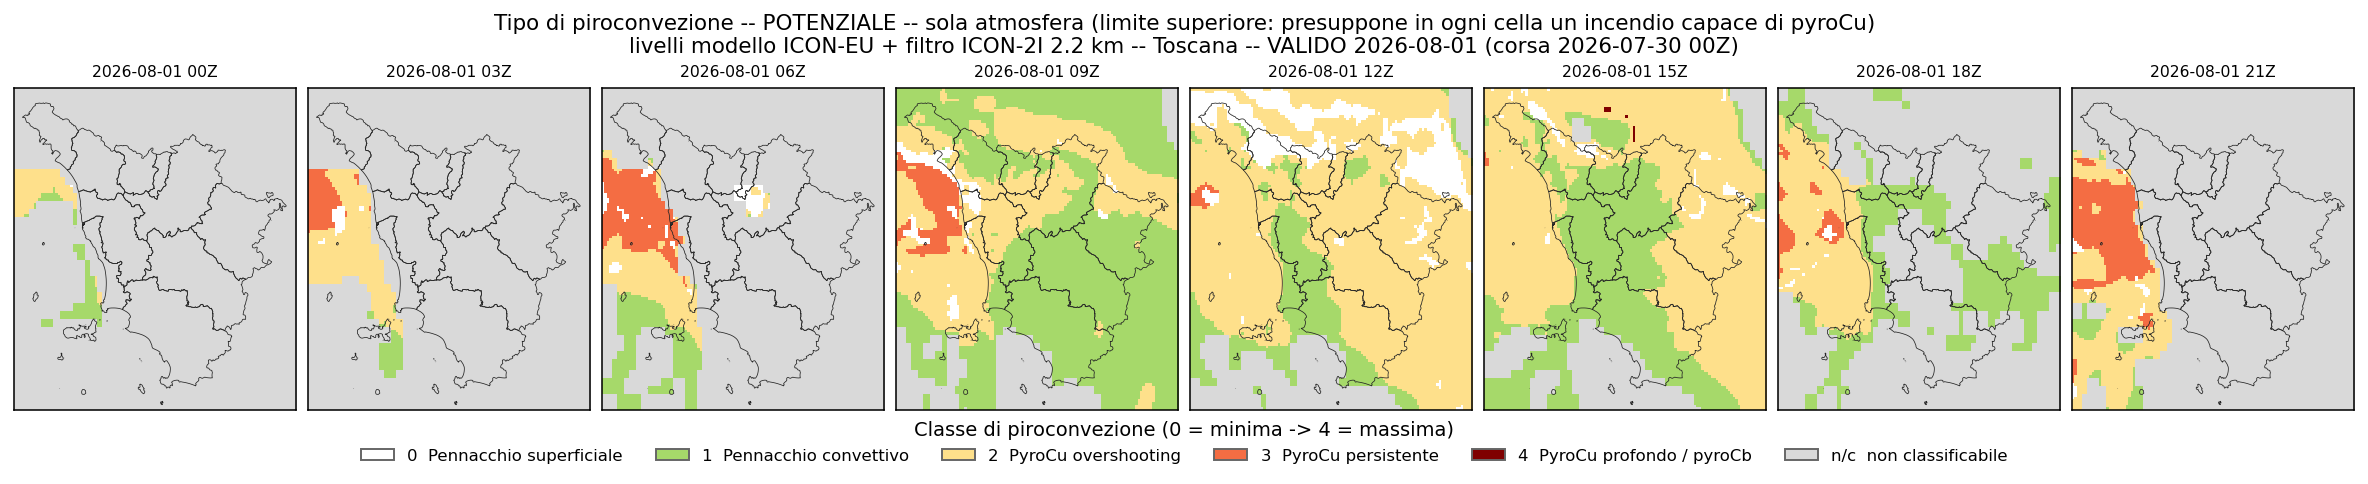 Tipo di piroconvezione -- POTENZIALE -- sola atmosfera (limite superiore: presuppone in ogni cella un incendio capace di pyroCu)
livelli modello ICON-EU + filtro ICON-2I 2.2 km -- Toscana -- VALIDO 2026-08-01 (corsa 2026-07-30 00Z)
2026-08-01 00Z
2026-08-01 03Z
2026-08-01 06Z
2026-08-01 09Z
2026-08-01 12Z
2026-08-01 15Z
2026-08-01 18Z
2026-08-01 21Z
Classe di piroconvezione (0 = minima -> 4 = massima)
0 Pennacchio superficiale
1 Pennacchio convettivo
2 PyroCu overshooting
3 PyroCu persistente
4 PyroCu profondo / pyroCb
n/c non classificabile